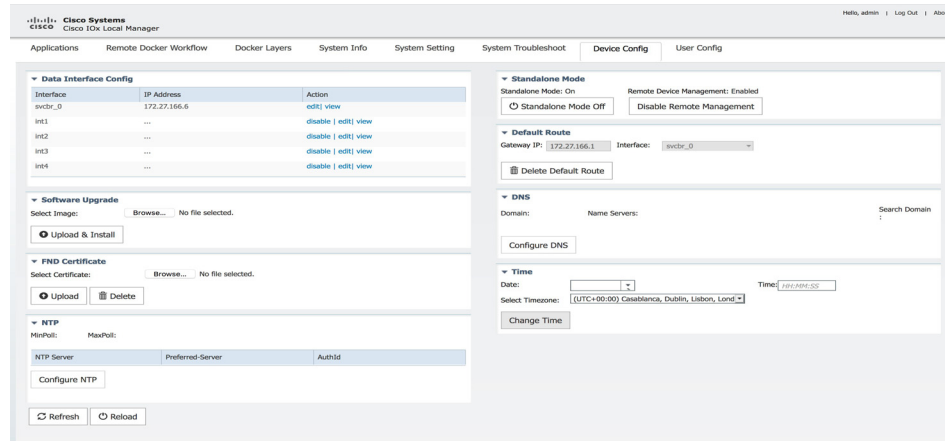 Hello, admin | Log Out | Abo
CISCO
Cisco Systems
Cisco IOx Local Manager
Applications Remote Docker Workflow Docker Layers System Info System Setting System Troubleshoot Device Config User Config
Data Interface Config
Interface IP Address Action
svcbr_0 172.27.166.6 edit| view
int1 ... disable | edit| view
int2 ... disable | edit| view
int3 ... disable | edit| view
int4 ... disable | edit| view
Software Upgrade
Select Image: Browse... No file selected.
Upload & Install
FND Certificate
Select Certificate: Browse... No file selected.
Upload Delete
NTP
MinPoll: MaxPoll:
NTP Server Preferred-Server AuthId
Configure NTP
Refresh Reload
Standalone Mode
Standalone Mode: On Remote Device Management: Enabled
Standalone Mode Off Disable Remote Management
Default Route
Gateway IP: 172.27.166.1 Interface: svcbr_0
Delete Default Route
DNS
Domain: Name Servers: Search Domain
:
Configure DNS
Time
Date: Time: HH:MM:SS
Select Timezone: (UTC+00:00) Casablanca, Dublin, Lisbon, Lond
Change Time